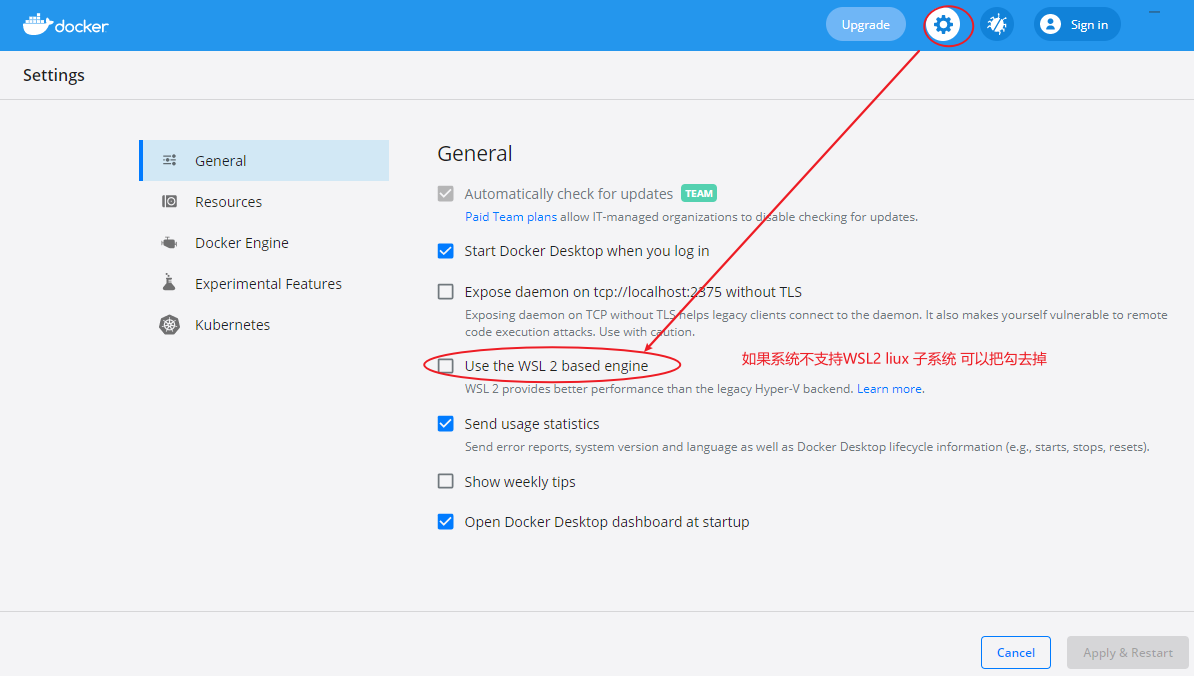 docker
Upgrade
Sign in
Settings
General
Resources
Docker Engine
Experimental Features
Kubernetes
General
Automatically check for updates TEAM
Paid Team plans allow IT-managed organizations to disable checking for updates.
Start Docker Desktop when you log in
Expose daemon on tcp://localhost:2375 without TLS
Exposing daemon on TCP without TLS helps legacy clients connect to the daemon. It also makes yourself vulnerable to remote
code execution attacks. Use with caution.
Use the WSL 2 based engine
如果系统不支持WSL2 liux 子系统 可以把勾去掉
WSL 2 provides better performance than the legacy Hyper-V backend. Learn more.
Send usage statistics
Send error reports, system version and language as well as Docker Desktop lifecycle information (e.g., starts, stops, resets).
Show weekly tips
Open Docker Desktop dashboard at startup
Cancel
Apply & Restart